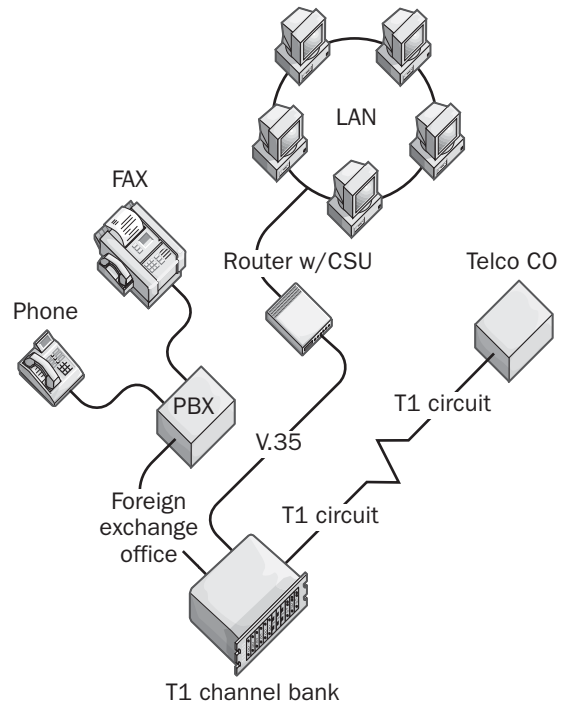 LAN
FAX
Router w/CSU
Telco CO
Phone
PBX
T1 circuit
V.35
Foreign
exchange
office
T1 circuit
T1 channel bank